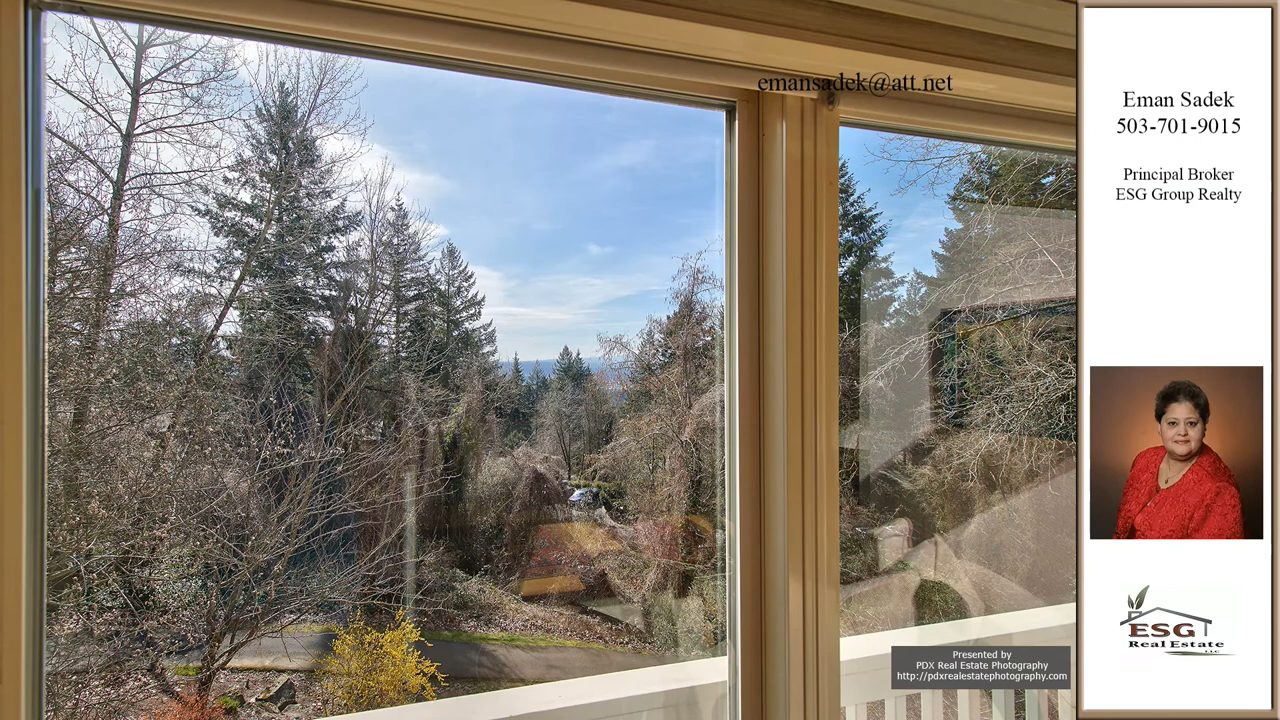 emansadek@att.net
Eman Sadek
503-701-9015
Principal Broker
ESG Group Realty
ESG
Real Estate
LLC
Presented by
PDX Real Estate Photography
http://pdxrealestatephotography.com